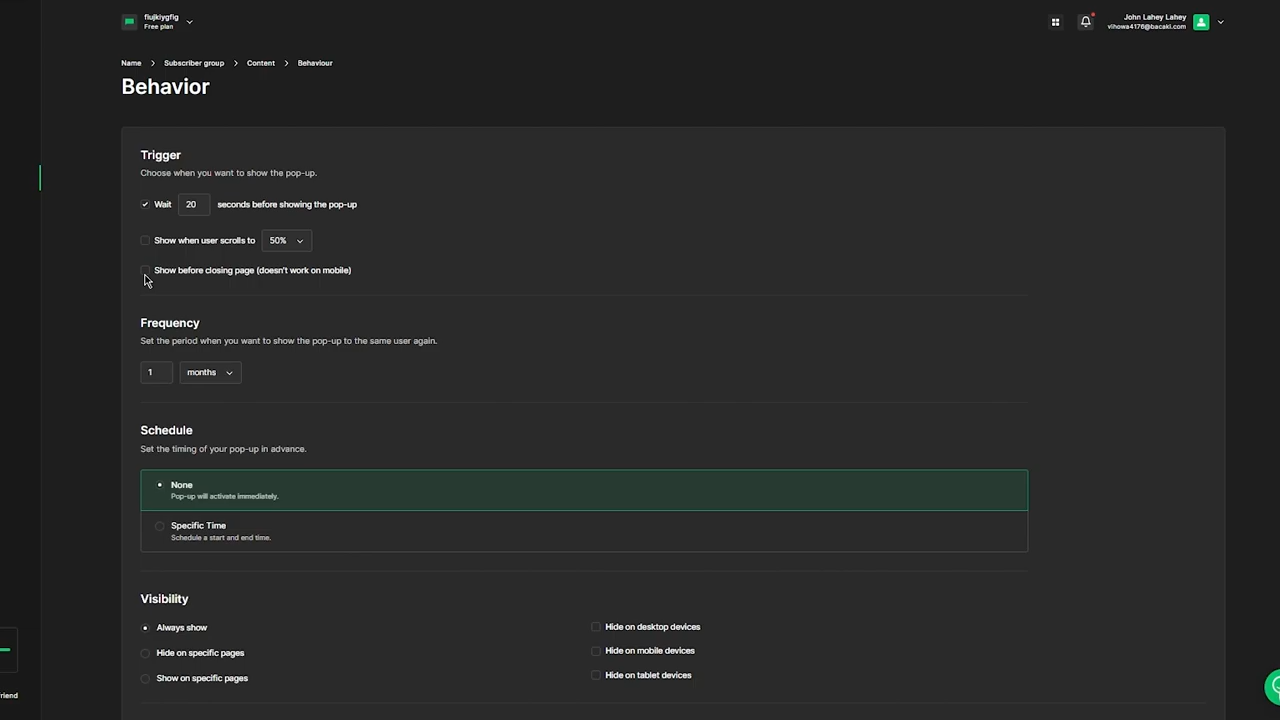 fiujkiygfig
Free plan
John Lahey Lahey
vihowa4176@bacaki.com
Name > Subscriber group > Content > Behaviour
Behavior
Trigger
Choose when you want to show the pop-up.
Wait 20 seconds before showing the pop-up
Show when user scrolls to 50%
Show before closing page (doesn't work on mobile)
Frequency
Set the period when you want to show the pop-up to the same user again.
1 months
Schedule
Set the timing of your pop-up in advance.
None
Pop-up will activate immediately.
Specific Time
Schedule a start and end time.
Visibility
Always show
Hide on specific pages
Show on specific pages
Hide on desktop devices
Hide on mobile devices
Hide on tablet devices
riend